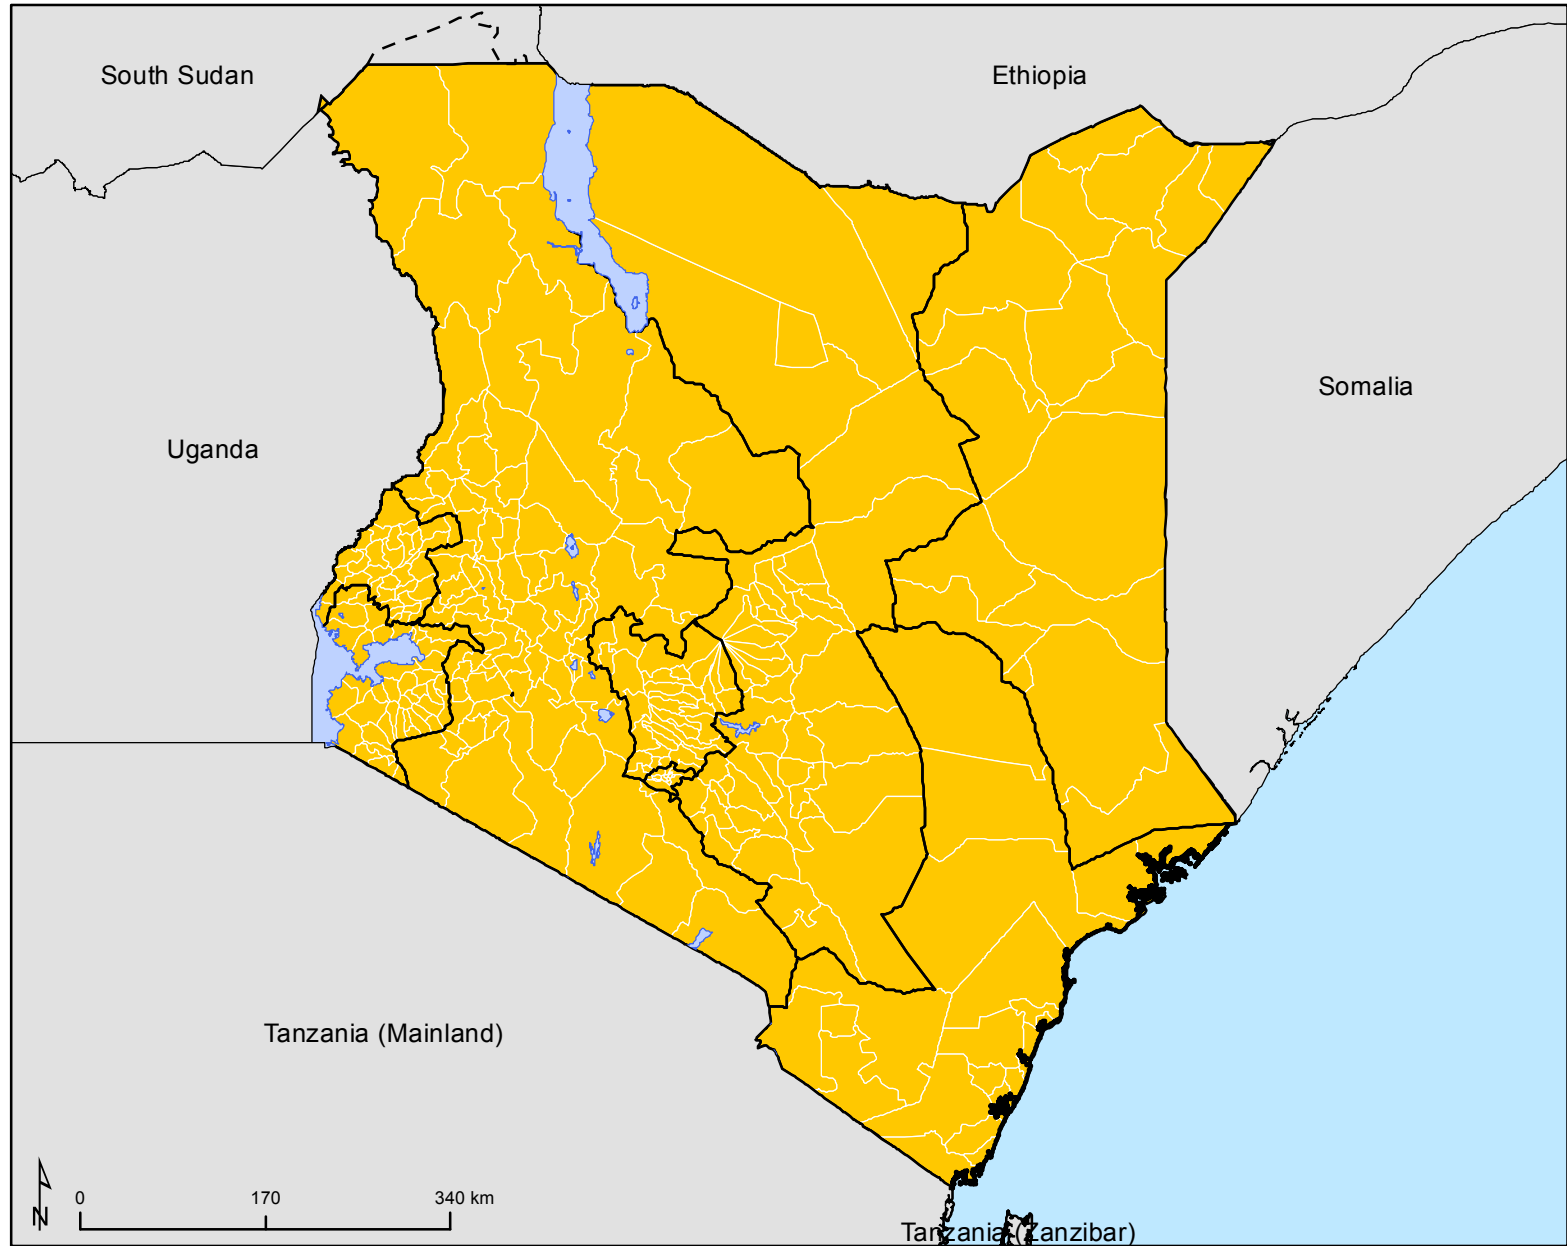 South Sudan
Ethiopia
Somalia
Uganda
Tanzania (Mainland)
N
0
170
340 km
Tanzania (Zanzibar)